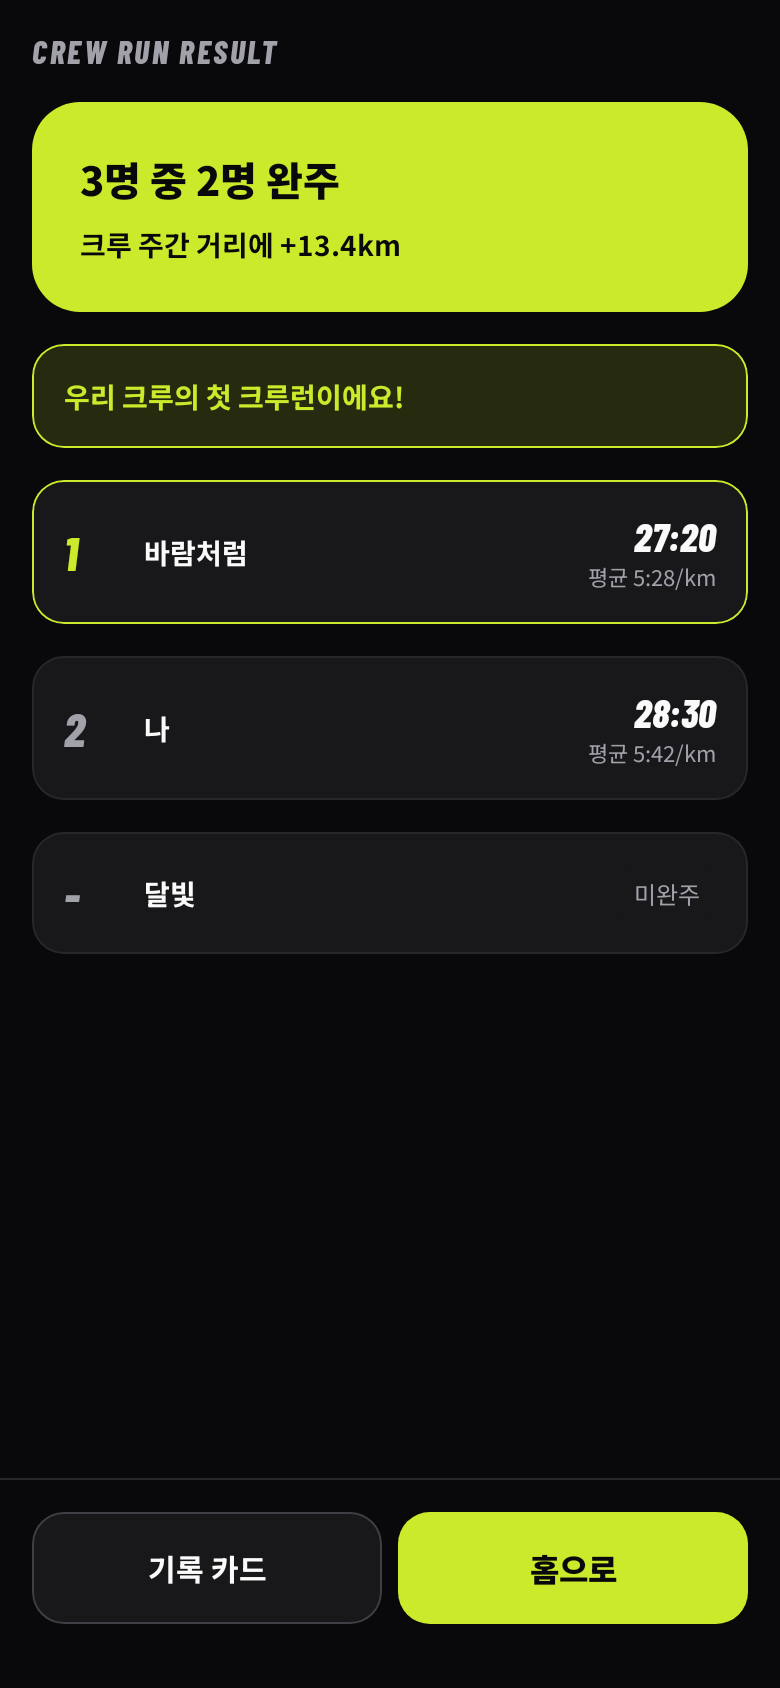 CREW RUN RESULT
3명 중 2명 완주
크루 주간 거리에 +13.4km
우리 크루의 첫 크루런이에요!
1 바람처럼 27:20
평균 5:28/km
2 나 28:30
평균 5:42/km
- 달빛 미완주
기록 카드 홈으로